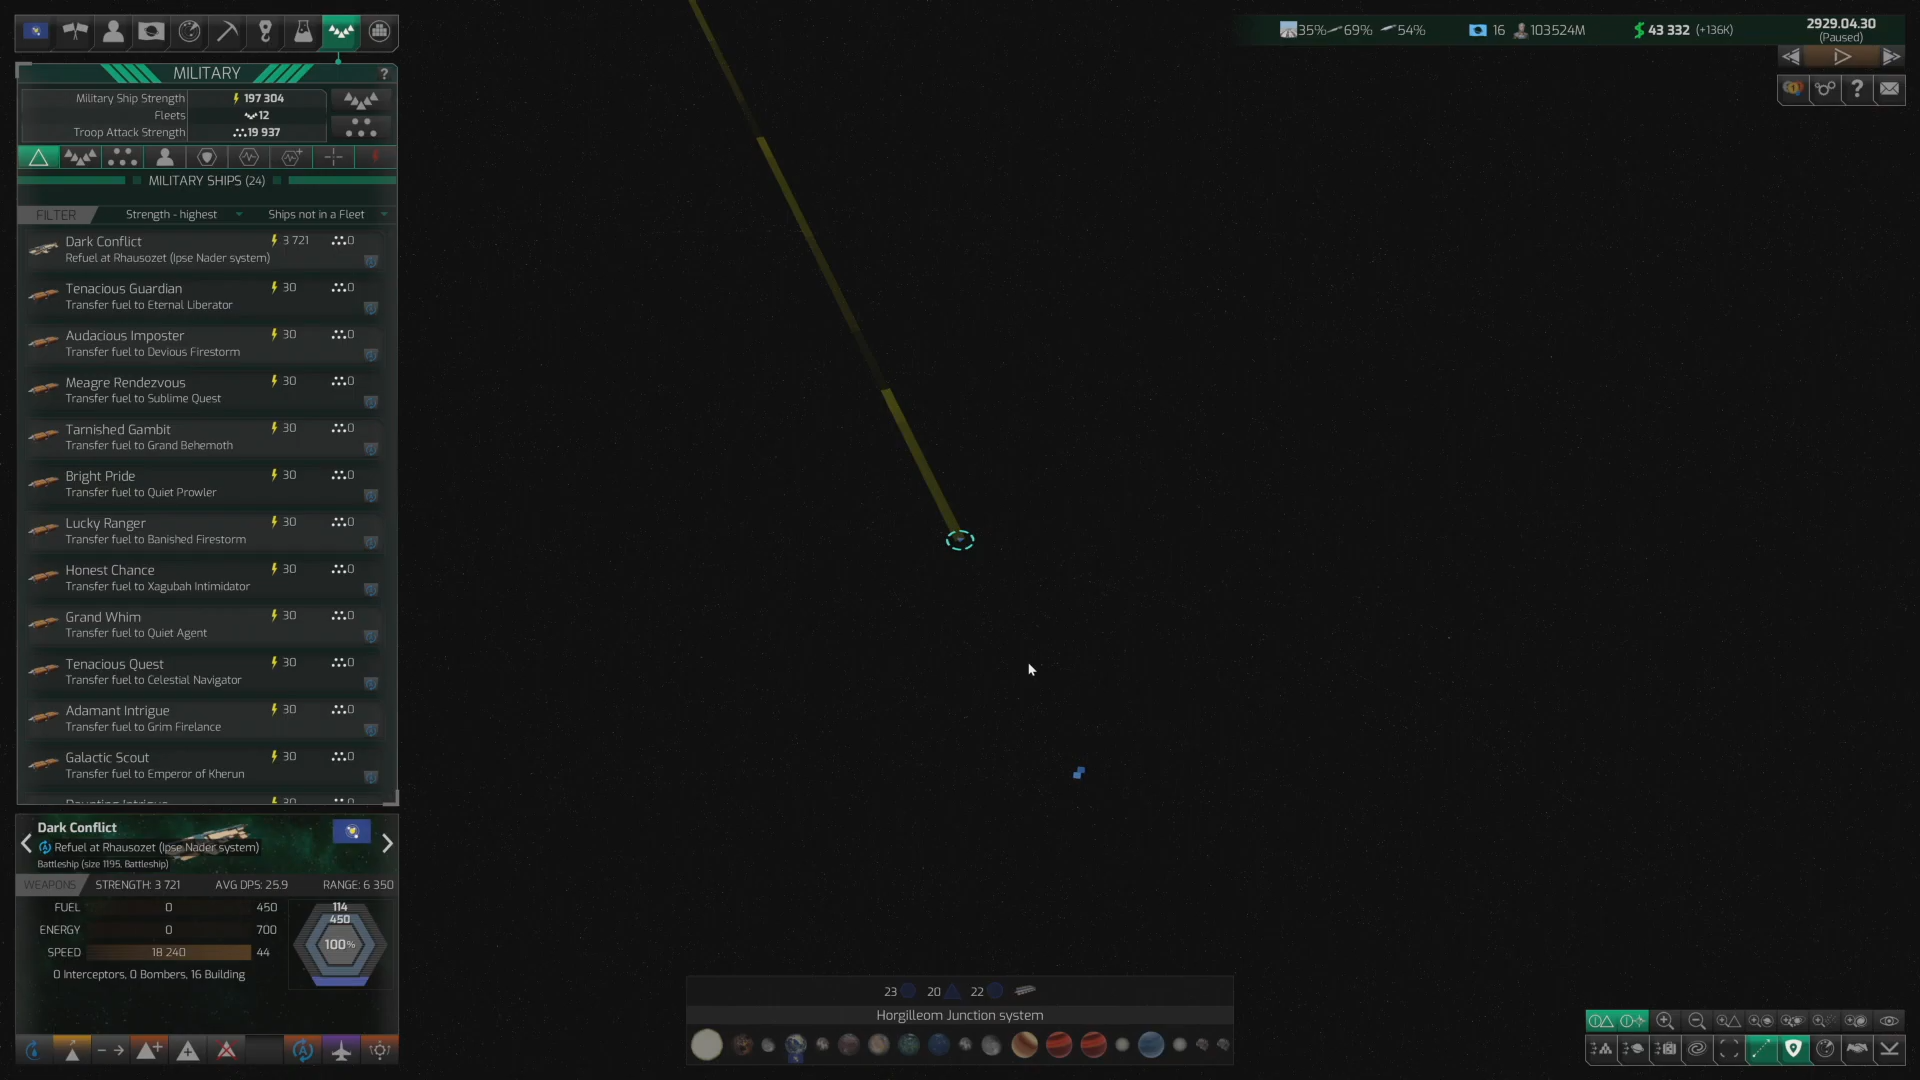 35% 69% 54% 16 103524M 43 332 (+136K)
2929.04.30
(Paused)
MILITARY
?
?
Military Ship Strength 197 304
Fleets 12
Troop Attack Strength 19 937
MILITARY SHIPS (24)
FILTER Strength - highest Ships not in a Fleet
Dark Conflict 3 721 0
Refuel at Rhausozet (Ipse Nader system)
Tenacious Guardian 30 0
Transfer fuel to Eternal Liberator
Audacious Imposter 30 0
Transfer fuel to Devious Firestorm
Meagre Rendezvous 30 0
Transfer fuel to Sublime Quest
Tarnished Gambit 30 0
Transfer fuel to Grand Behemoth
Bright Pride 30 0
Transfer fuel to Quiet Prowler
Lucky Ranger 30 0
Transfer fuel to Banished Firestorm
Honest Chance 30 0
Transfer fuel to Xagubah Intimidator
Grand Whim 30 0
Transfer fuel to Quiet Agent
Tenacious Quest 30 0
Transfer fuel to Celestial Navigator
Adamant Intrigue 30 0
Transfer fuel to Grim Firelance
Galactic Scout 30 0
Transfer fuel to Emperor of Kherun
Dark Conflict
Refuel at Rhausozet (Ipse Nader system)
Battleship (size 1195, Battleship)
WEAPONS STRENGTH: 3 721 AVG DPS: 25.9 RANGE: 6 350
FUEL 0 450
ENERGY 0 700
SPEED 18 240 44
114
450
100%
0 Interceptors, 0 Bombers, 16 Building
23 20 22
Horgilleom Junction system